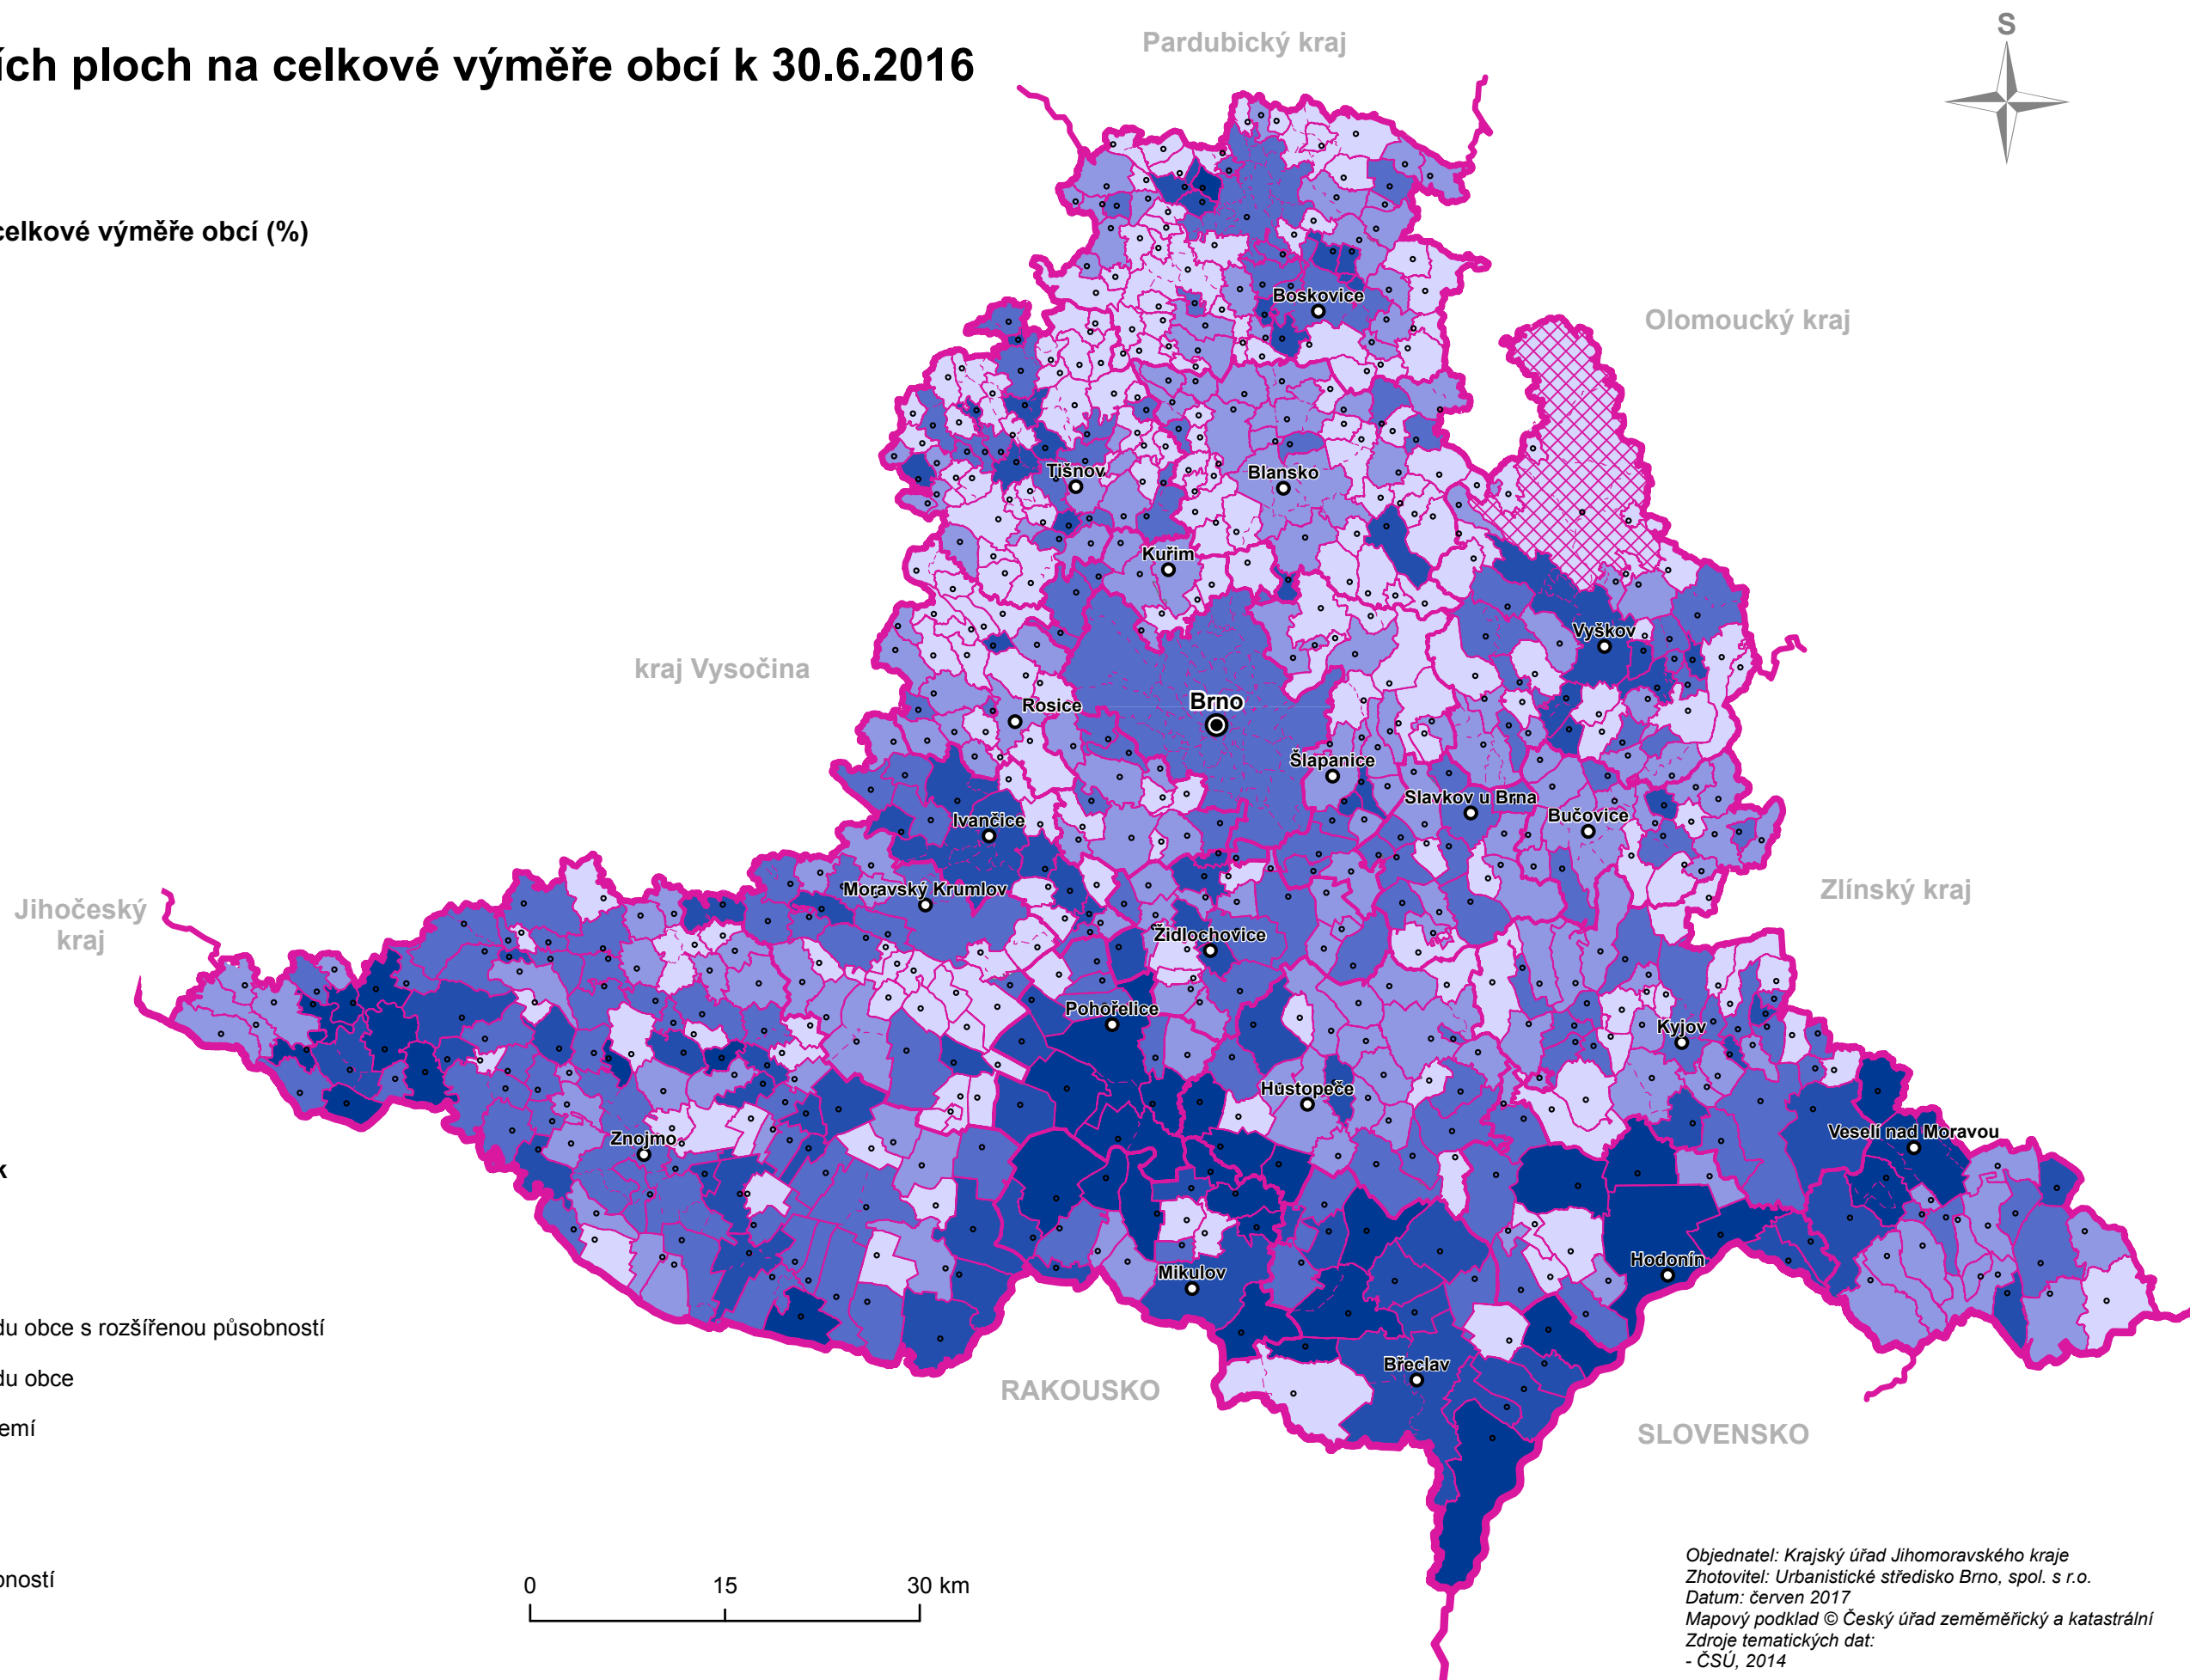 ích ploch na celkové výměře obcí k 30.6.2016
celkové výměře obcí (%)
S
Pardubický kraj
Olomoucký kraj
kraj Vysočina
Zlínský kraj
Jihočeský
kraj
RAKOUSKO
SLOVENSKO
Boskovice
Tišnov
Blansko
Kuřim
Vyškov
Rosice
Brno
Šlapanice
Slavkov u Brna
Bučovice
Ivančice
Moravský Krumlov
Židlochovice
Pohořelice
Kyjov
Hustopeče
Veselí nad Moravou
Znojmo
Hodonín
Mikulov
Břeclav
k
du obce s rozšířenou působností
du obce
emí
ností
0 15 30 km
Objednatel: Krajský úřad Jihomoravského kraje
Zhotovitel: Urbanistické středisko Brno, spol. s r.o.
Datum: červen 2017
Mapový podklad © Český úřad zeměměřický a katastrální
Zdroje tematických dat:
- ČSÚ, 2014